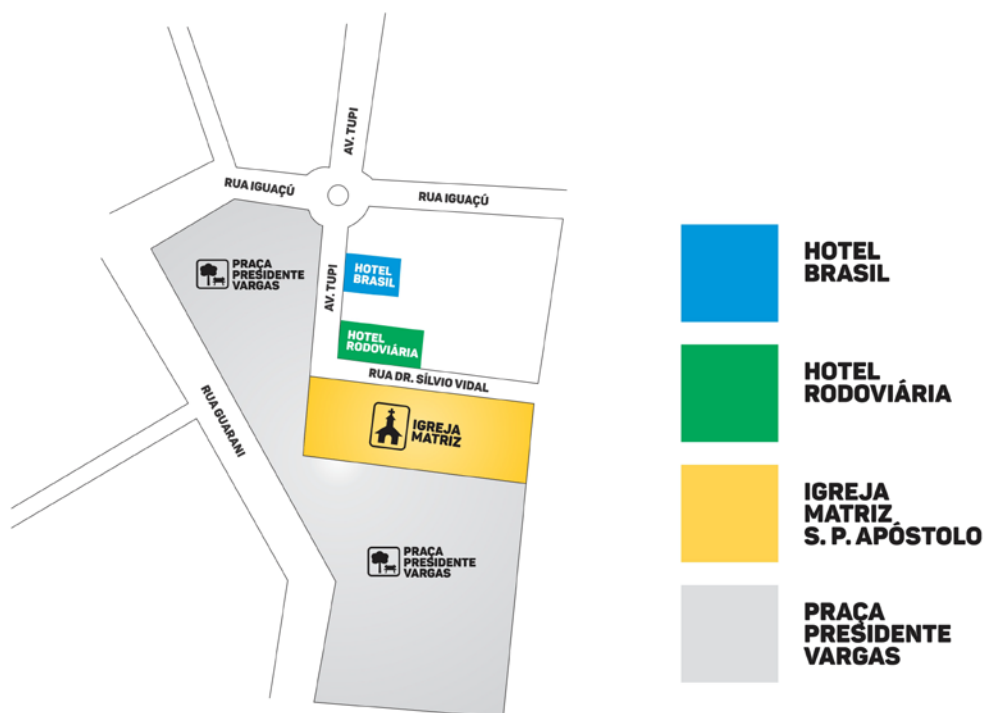 AV. TUPI
RUA IGUAÇÚ
RUA IGUAÇÚ
PRAÇA
PRESIDENTE
VARGAS
AV. TUPI
HOTEL
BRASIL
HOTEL
RODOVIÁRIA
RUA DR. SÍLVIO VIDAL
RUA GUARANI
IGREJA
MATRIZ
PRAÇA
PRESIDENTE
VARGAS
HOTEL
BRASIL
HOTEL
RODOVIÁRIA
IGREJA
MATRIZ
S. P. APÓSTOLO
PRAÇA
PRESIDENTE
VARGAS